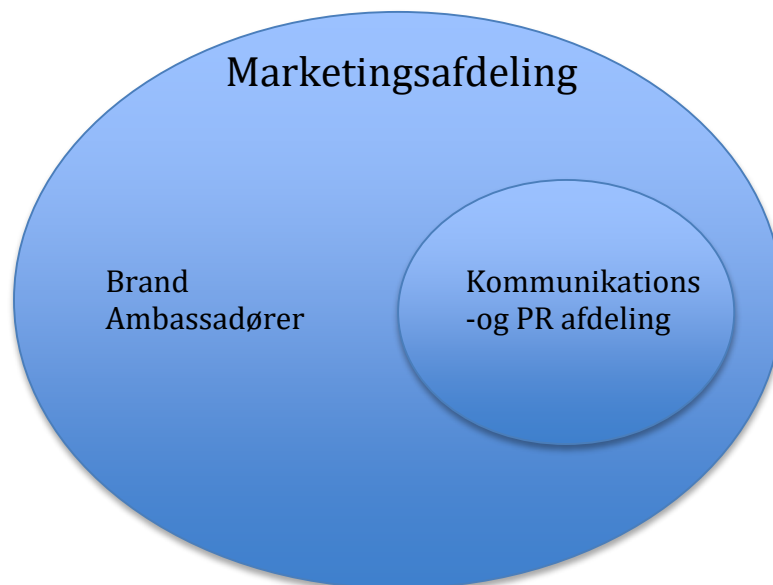 Marketingsafdeling
Brand
Ambassadører
Kommunikations
-og PR afdeling